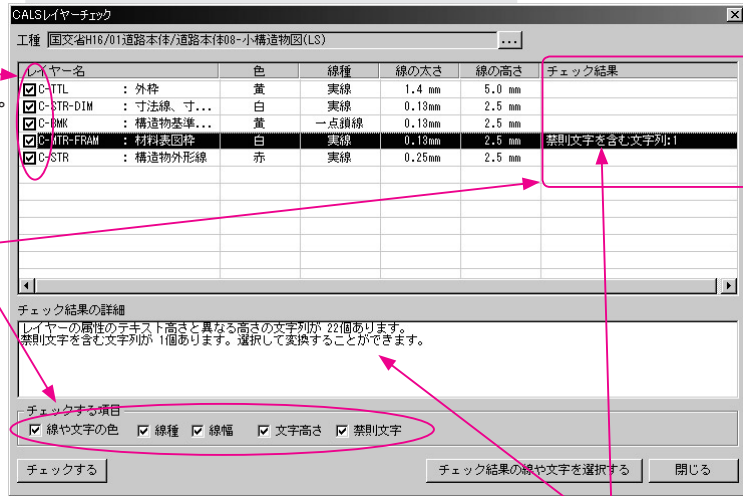 CALSレイヤーチェック
工種 国交省H16/01道路本体/道路本体08-小構造物図(LS) ...
レイヤー名 色 線種 線の太さ 線の高さ チェック結果
C-TTL : 外枠 黄 実線 1.4 mm 5.0 mm
C-STR-DIM : 寸法線、寸... 白 実線 0.13mm 2.5 mm
C-BMK : 構造物基準... 黄 一点鎖線 0.13mm 2.5 mm
C-MTR-FRAM : 材料表図枠 白 実線 0.13mm 2.5 mm 禁則文字を含む文字列:1
C-STR : 構造物外形線 赤 実線 0.25mm 2.5 mm
。
チェック結果の詳細
レイヤーの属性のテキスト高さと異なる高さの文字列が 22個あります。
禁則文字を含む文字列が 1個あります。選択して変換することができます。
チェックする項目
線や文字の色 線種 線幅 文字高さ 禁則文字
チェックする チェック結果の線や文字を選択する 閉じる